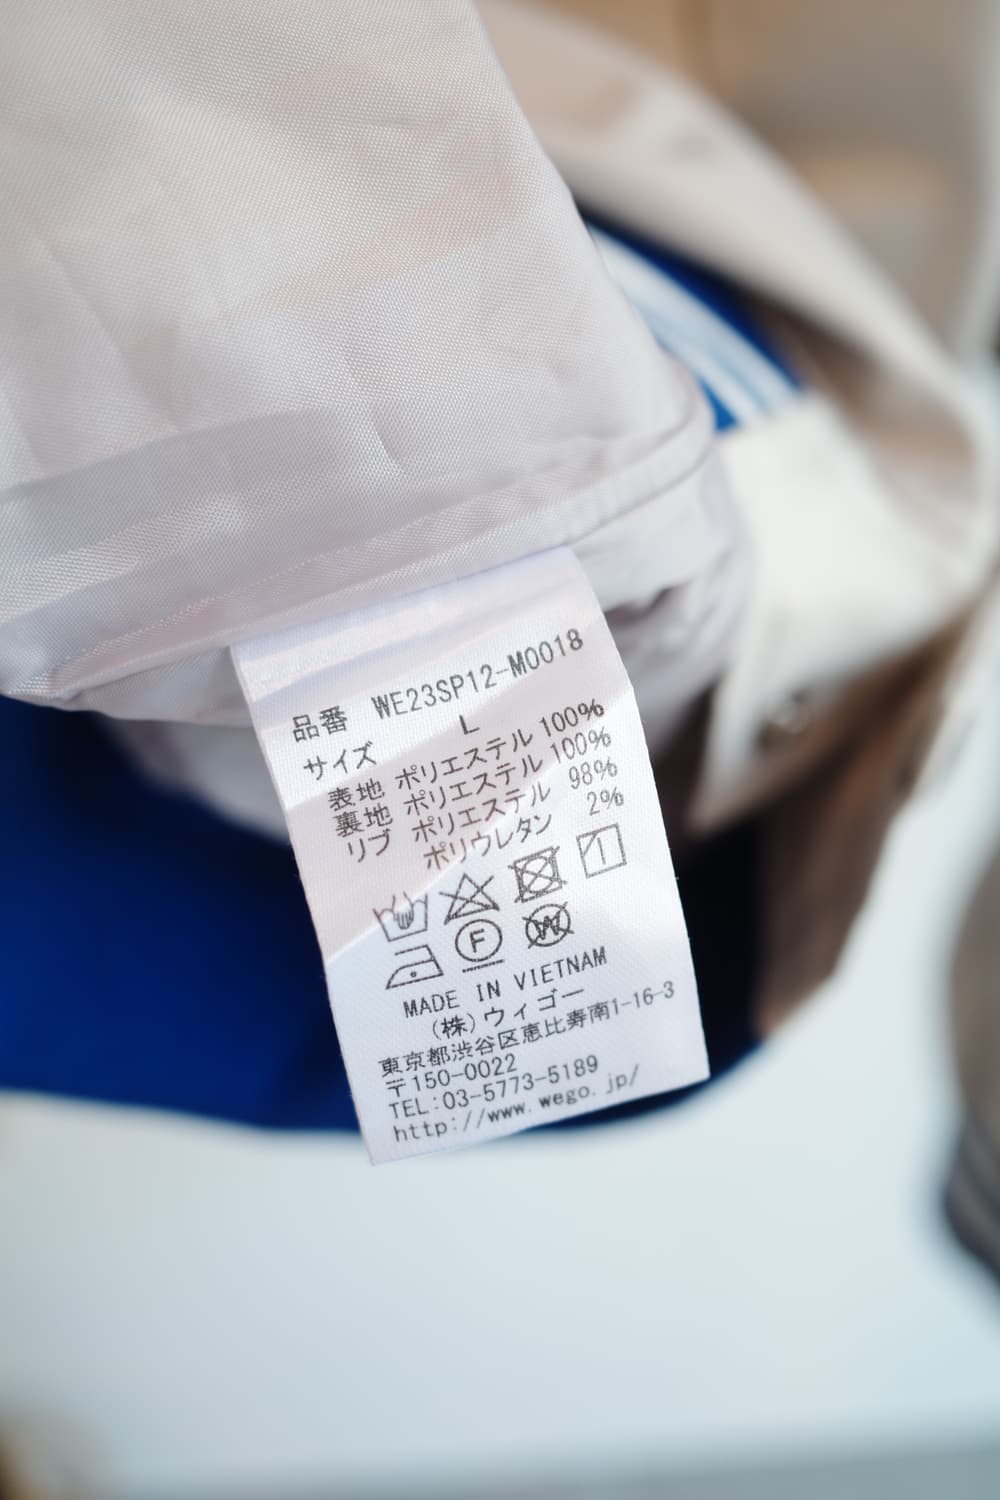 品番 WE23SP12-M0018
サイズ L
表地 ポリエステル 100%
裏地 ポリエステル 100%
リブ ポリエステル 98%
ポリウレタン 2%
F W
MADE IN VIETNAM
(株)ウィゴー
東京都渋谷区恵比寿南1-16-3
〒150-0022
TEL:03-5773-5189
http://www.wego.jp/